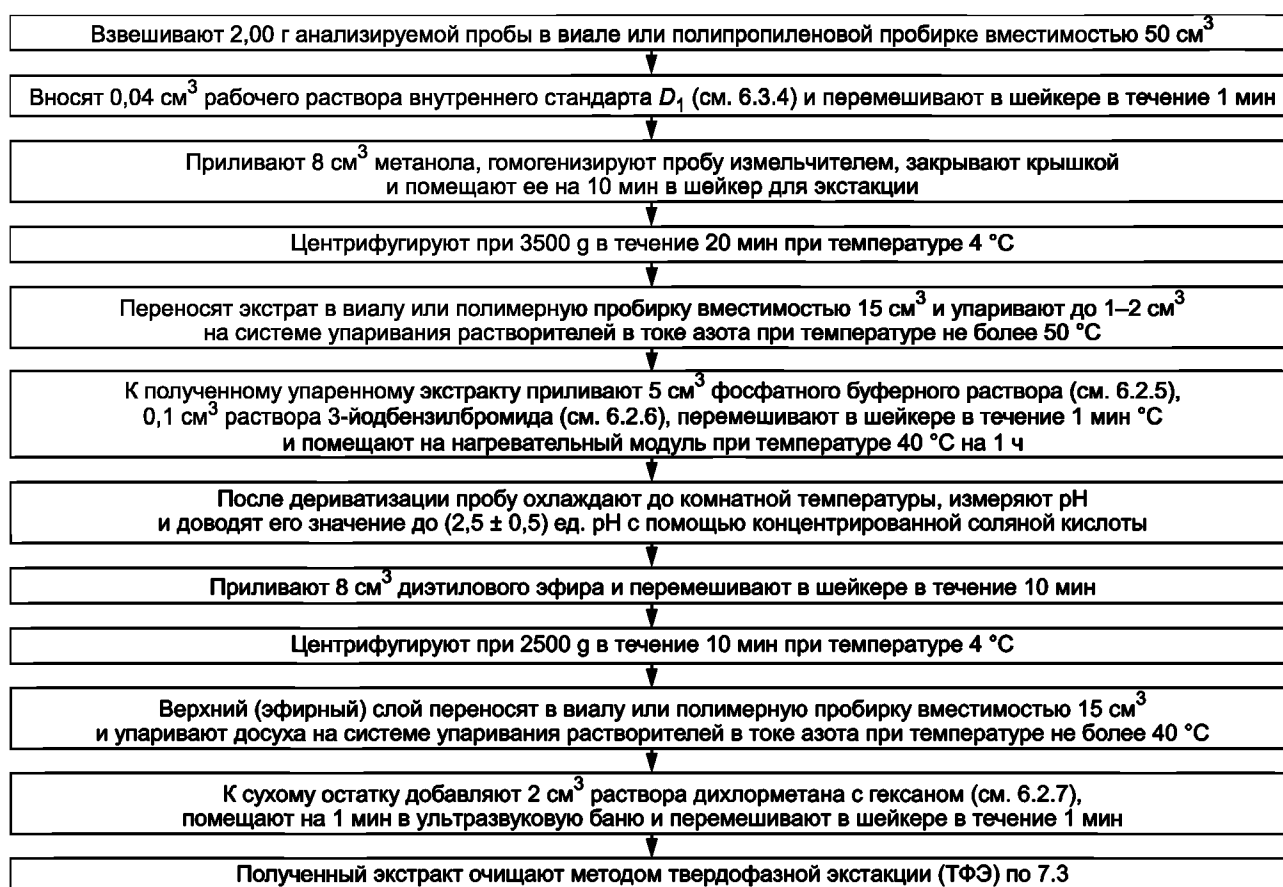 Взвешивают 2,00 г анализируемой пробы в виале или полипропиленовой пробирке вместимостью 50 см³
Вносят 0,04 см³ рабочего раствора внутреннего стандарта D₁ (см. 6.3.4) и перемешивают в шейкере в течение 1 мин
Приливают 8 см³ метанола, гомогенизируют пробу измельчителем, закрывают крышкой
и помещают ее на 10 мин в шейкер для экстакции
Центрифугируют при 3500 g в течение 20 мин при температуре 4 °C
Переносят экстрат в виалу или полимерную пробирку вместимостью 15 см³ и упаривают до 1–2 см³
на системе упаривания растворителей в токе азота при температуре не более 50 °C
К полученному упаренному экстракту приливают 5 см³ фосфатного буферного раствора (см. 6.2.5),
0,1 см³ раствора 3-йодбензилбромида (см. 6.2.6), перемешивают в шейкере в течение 1 мин °C
и помещают на нагревательный модуль при температуре 40 °C на 1 ч
После дериватизации пробу охлаждают до комнатной температуры, измеряют pH
и доводят его значение до (2,5 ± 0,5) ед. pH с помощью концентрированной соляной кислоты
Приливают 8 см³ диэтилового эфира и перемешивают в шейкере в течение 10 мин
Центрифугируют при 2500 g в течение 10 мин при температуре 4 °C
Верхний (эфирный) слой переносят в виалу или полимерную пробирку вместимостью 15 см³
и упаривают досуха на системе упаривания растворителей в токе азота при температуре не более 40 °C
К сухому остатку добавляют 2 см³ раствора дихлорметана с гексаном (см. 6.2.7),
помещают на 1 мин в ультразвуковую баню и перемешивают в шейкере в течение 1 мин
Полученный экстракт очищают методом твердофазной экстакции (ТФЭ) по 7.3